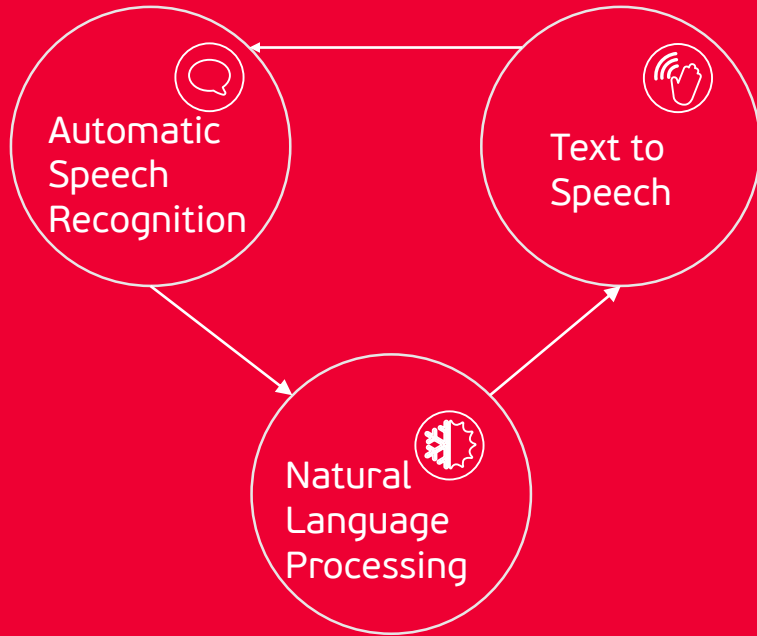 Automatic
Speech
Recognition
Text to
Speech
Natural
Language
Processing